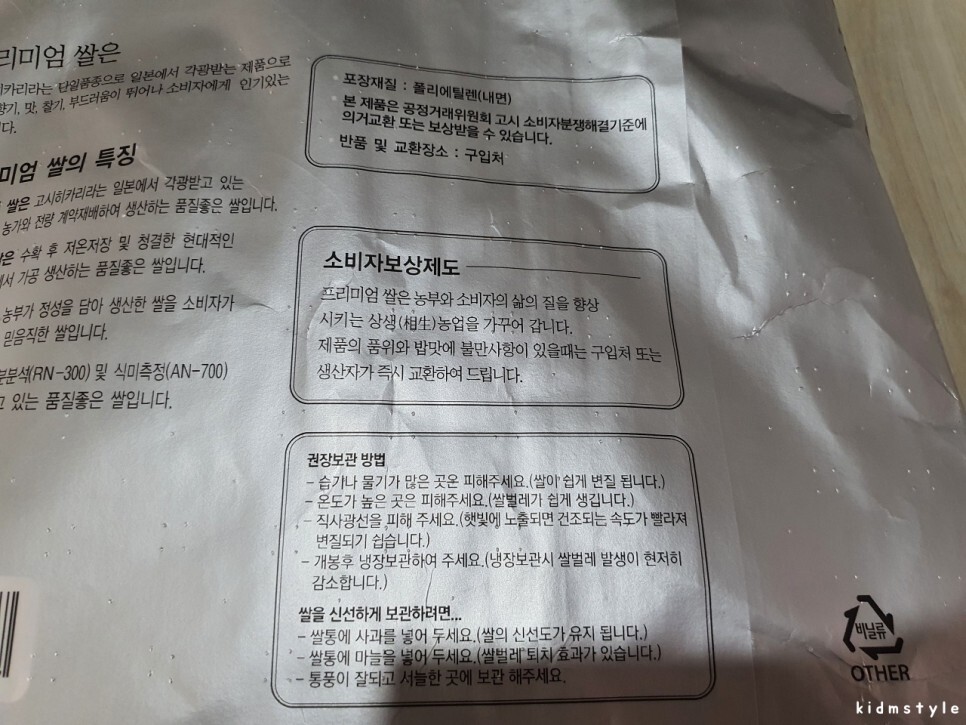 리미엄 쌀은
히카리라는 단일품종으로 일본에서 각광받는 제품으로
향기, 맛, 찰기, 부드러움이 뛰어나 소비자에게 인기있는
다.
미엄 쌀의 특징
쌀은 고시히카리라는 일본에서 각광받고 있는
농가와 전량 계약재배하여 생산하는 품질좋은 쌀입니다.
은 수확 후 저온저장 및 청결한 현대적인
에서 가공 생산하는 품질좋은 쌀입니다.
농부가 정성을 담아 생산한 쌀을 소비자가
믿음직한 쌀입니다.
분분석(RN-300) 및 식미측정(AN-700)
고 있는 품질좋은 쌀입니다.
포장재질 : 폴리에틸렌(내면)
본 제품은 공정거래위원회 고시 소비자분쟁해결기준에
의거교환 또는 보상받을 수 있습니다.
반품 및 교환장소 : 구입처
소비자보상제도
프리미엄 쌀은 농부와 소비자의 삶의 질을 향상
시키는 상생(相生)농업을 가꾸어 갑니다.
제품의 품위와 밥맛에 불만사항이 있을때는 구입처 또는
생산자가 즉시 교환하여 드립니다.
권장보관 방법
- 습기나 물기가 많은 곳은 피해주세요.(쌀이 쉽게 변질 됩니다.)
- 온도가 높은 곳은 피해주세요.(쌀벌레가 쉽게 생깁니다.)
- 직사광선을 피해 주세요.(햇빛에 노출되면 건조되는 속도가 빨라져
변질되기 쉽습니다.)
- 개봉후 냉장보관하여 주세요.(냉장보관시 쌀벌레 발생이 현저히
감소합니다.)
쌀을 신선하게 보관하려면...
- 쌀통에 사과를 넣어 두세요.(쌀의 신선도가 유지 됩니다.)
- 쌀통에 마늘을 넣어 두세요.(쌀벌레 퇴치 효과가 있습니다.)
- 통풍이 잘되고 서늘한 곳에 보관 해주세요.
비닐류
OTHER
kidmstyle